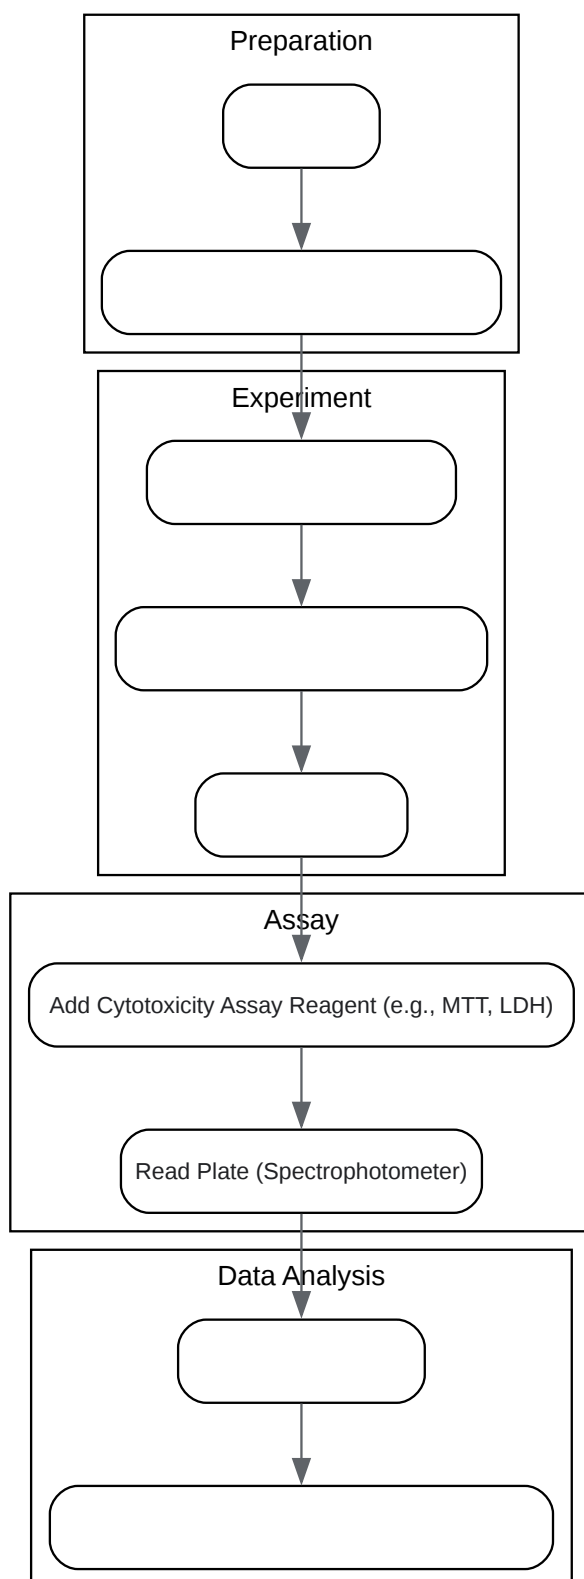 Preparation
Experiment
Assay
Add Cytotoxicity Assay Reagent (e.g., MTT, LDH)
Read Plate (Spectrophotometer)
Data Analysis